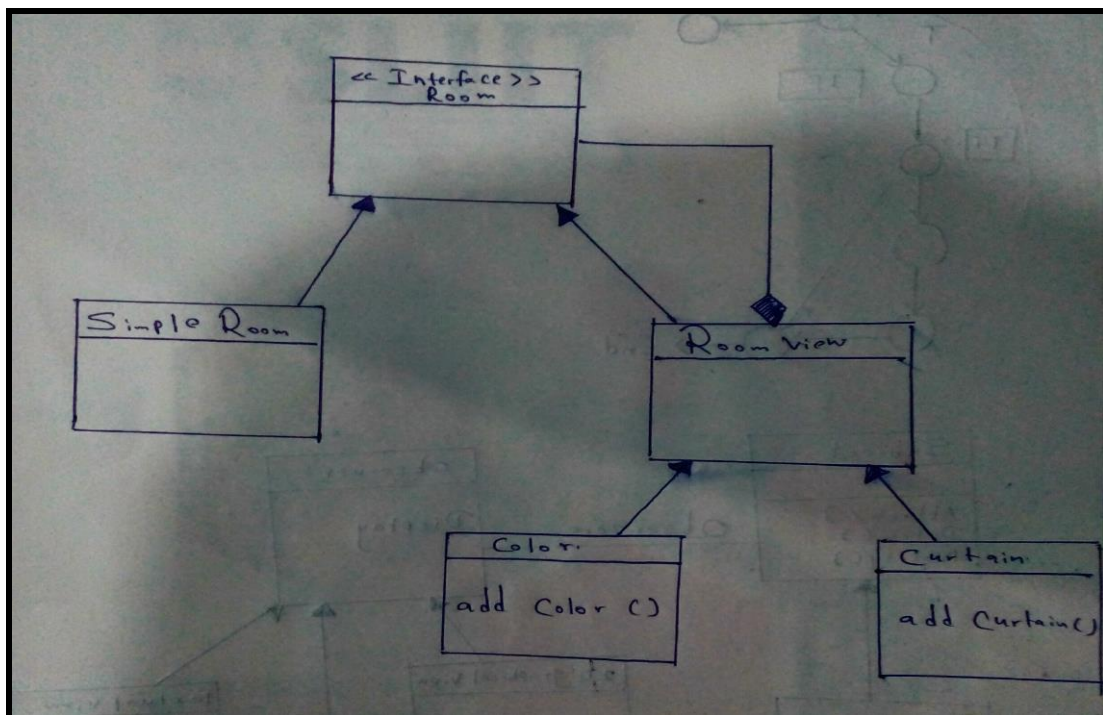 << Interface >>
Room
Simple Room
Room view
Color.
add Color ()
Curtain
add Curtain()